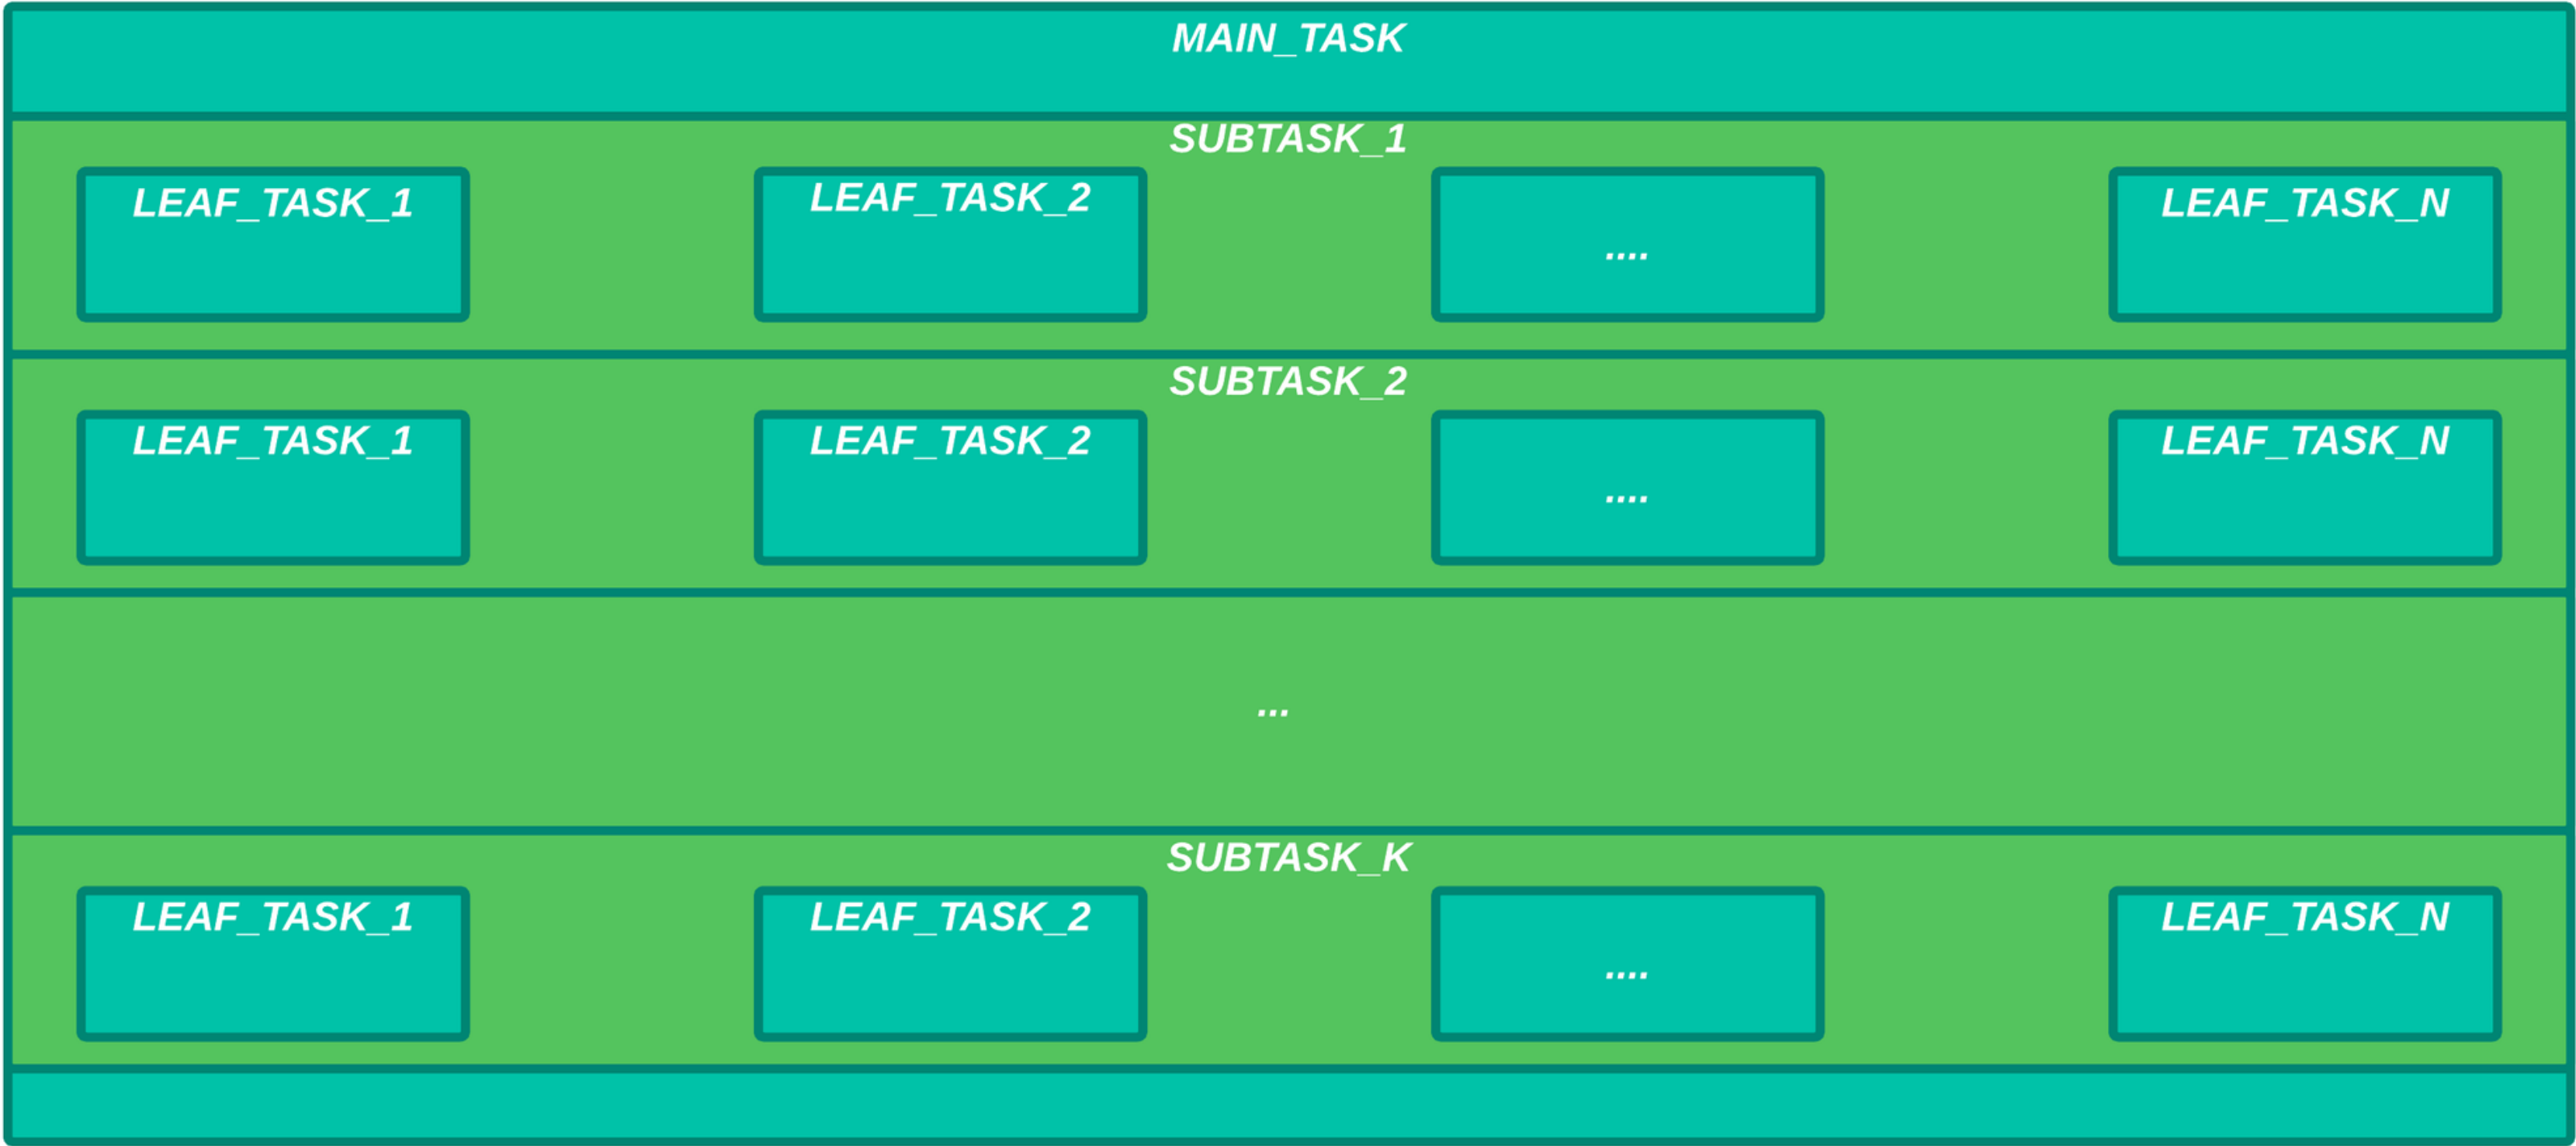 MAIN_TASK
SUBTASK_1
LEAF_TASK_1
LEAF_TASK_2
....
LEAF_TASK_N
SUBTASK_2
LEAF_TASK_1
LEAF_TASK_2
....
LEAF_TASK_N
...
SUBTASK_K
LEAF_TASK_1
LEAF_TASK_2
....
LEAF_TASK_N